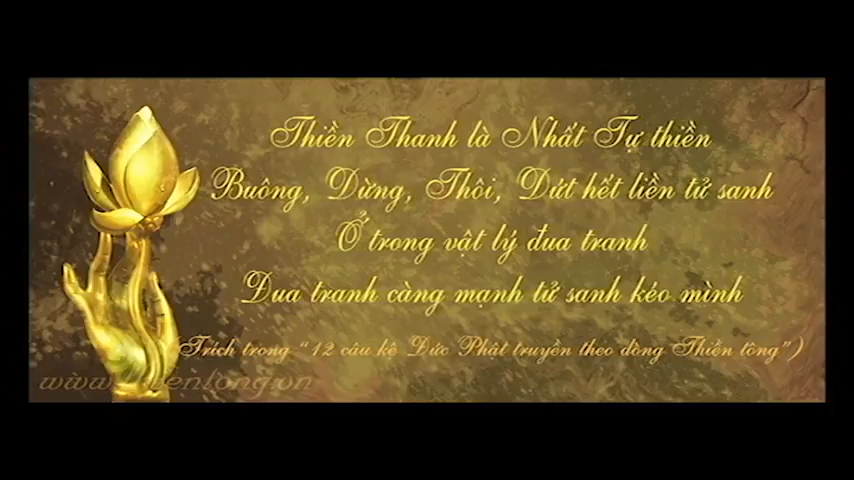 Thiền Thanh là Nhất Tự thiền
Buông, Dừng, Thôi, Dứt hết liền tử sanh
Ở trong vật lý đua tranh
Đua tranh càng mạnh tử sanh kéo mình
(Trích trong “12 câu kệ Đức Phật truyền theo dòng Thiền tông”)